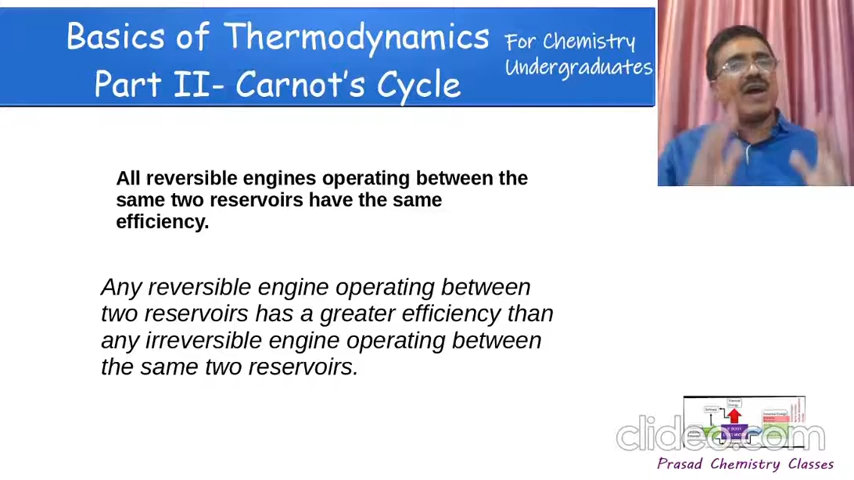 Basics of Thermodynamics
Part II- Carnot's Cycle
For Chemistry
Undergraduates
All reversible engines operating between the
same two reservoirs have the same
efficiency.
Any reversible engine operating between
two reservoirs has a greater efficiency than
any irreversible engine operating between
the same two reservoirs.
clideo.com
Prasad Chemistry Classes